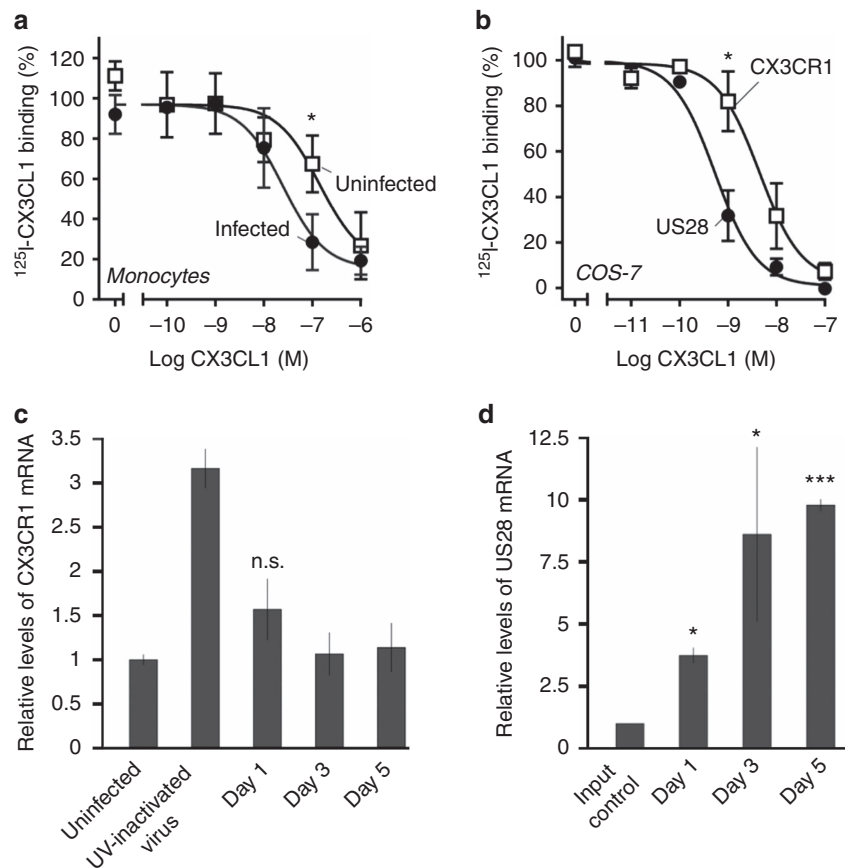 a
¹²⁵I-CX3CL1 binding (%)
120
100
80
60
40
20
0
*
Uninfected
Infected
Monocytes
0 –10 –9 –8 –7 –6
Log CX3CL1 (M)
b
¹²⁵I-CX3CL1 binding (%)
100
80
60
40
20
0
*
CX3CR1
US28
COS-7
0 –11 –10 –9 –8 –7
Log CX3CL1 (M)
c
Relative levels of CX3CR1 mRNA
3.5
3
2.5
2
1.5
1
0.5
0
n.s.
Uninfected
UV-inactivated
virus
Day 1
Day 3
Day 5
d
Relative levels of US28 mRNA
12.5
10
7.5
5
2.5
0
*
*
***
Input
control
Day 1
Day 3
Day 5